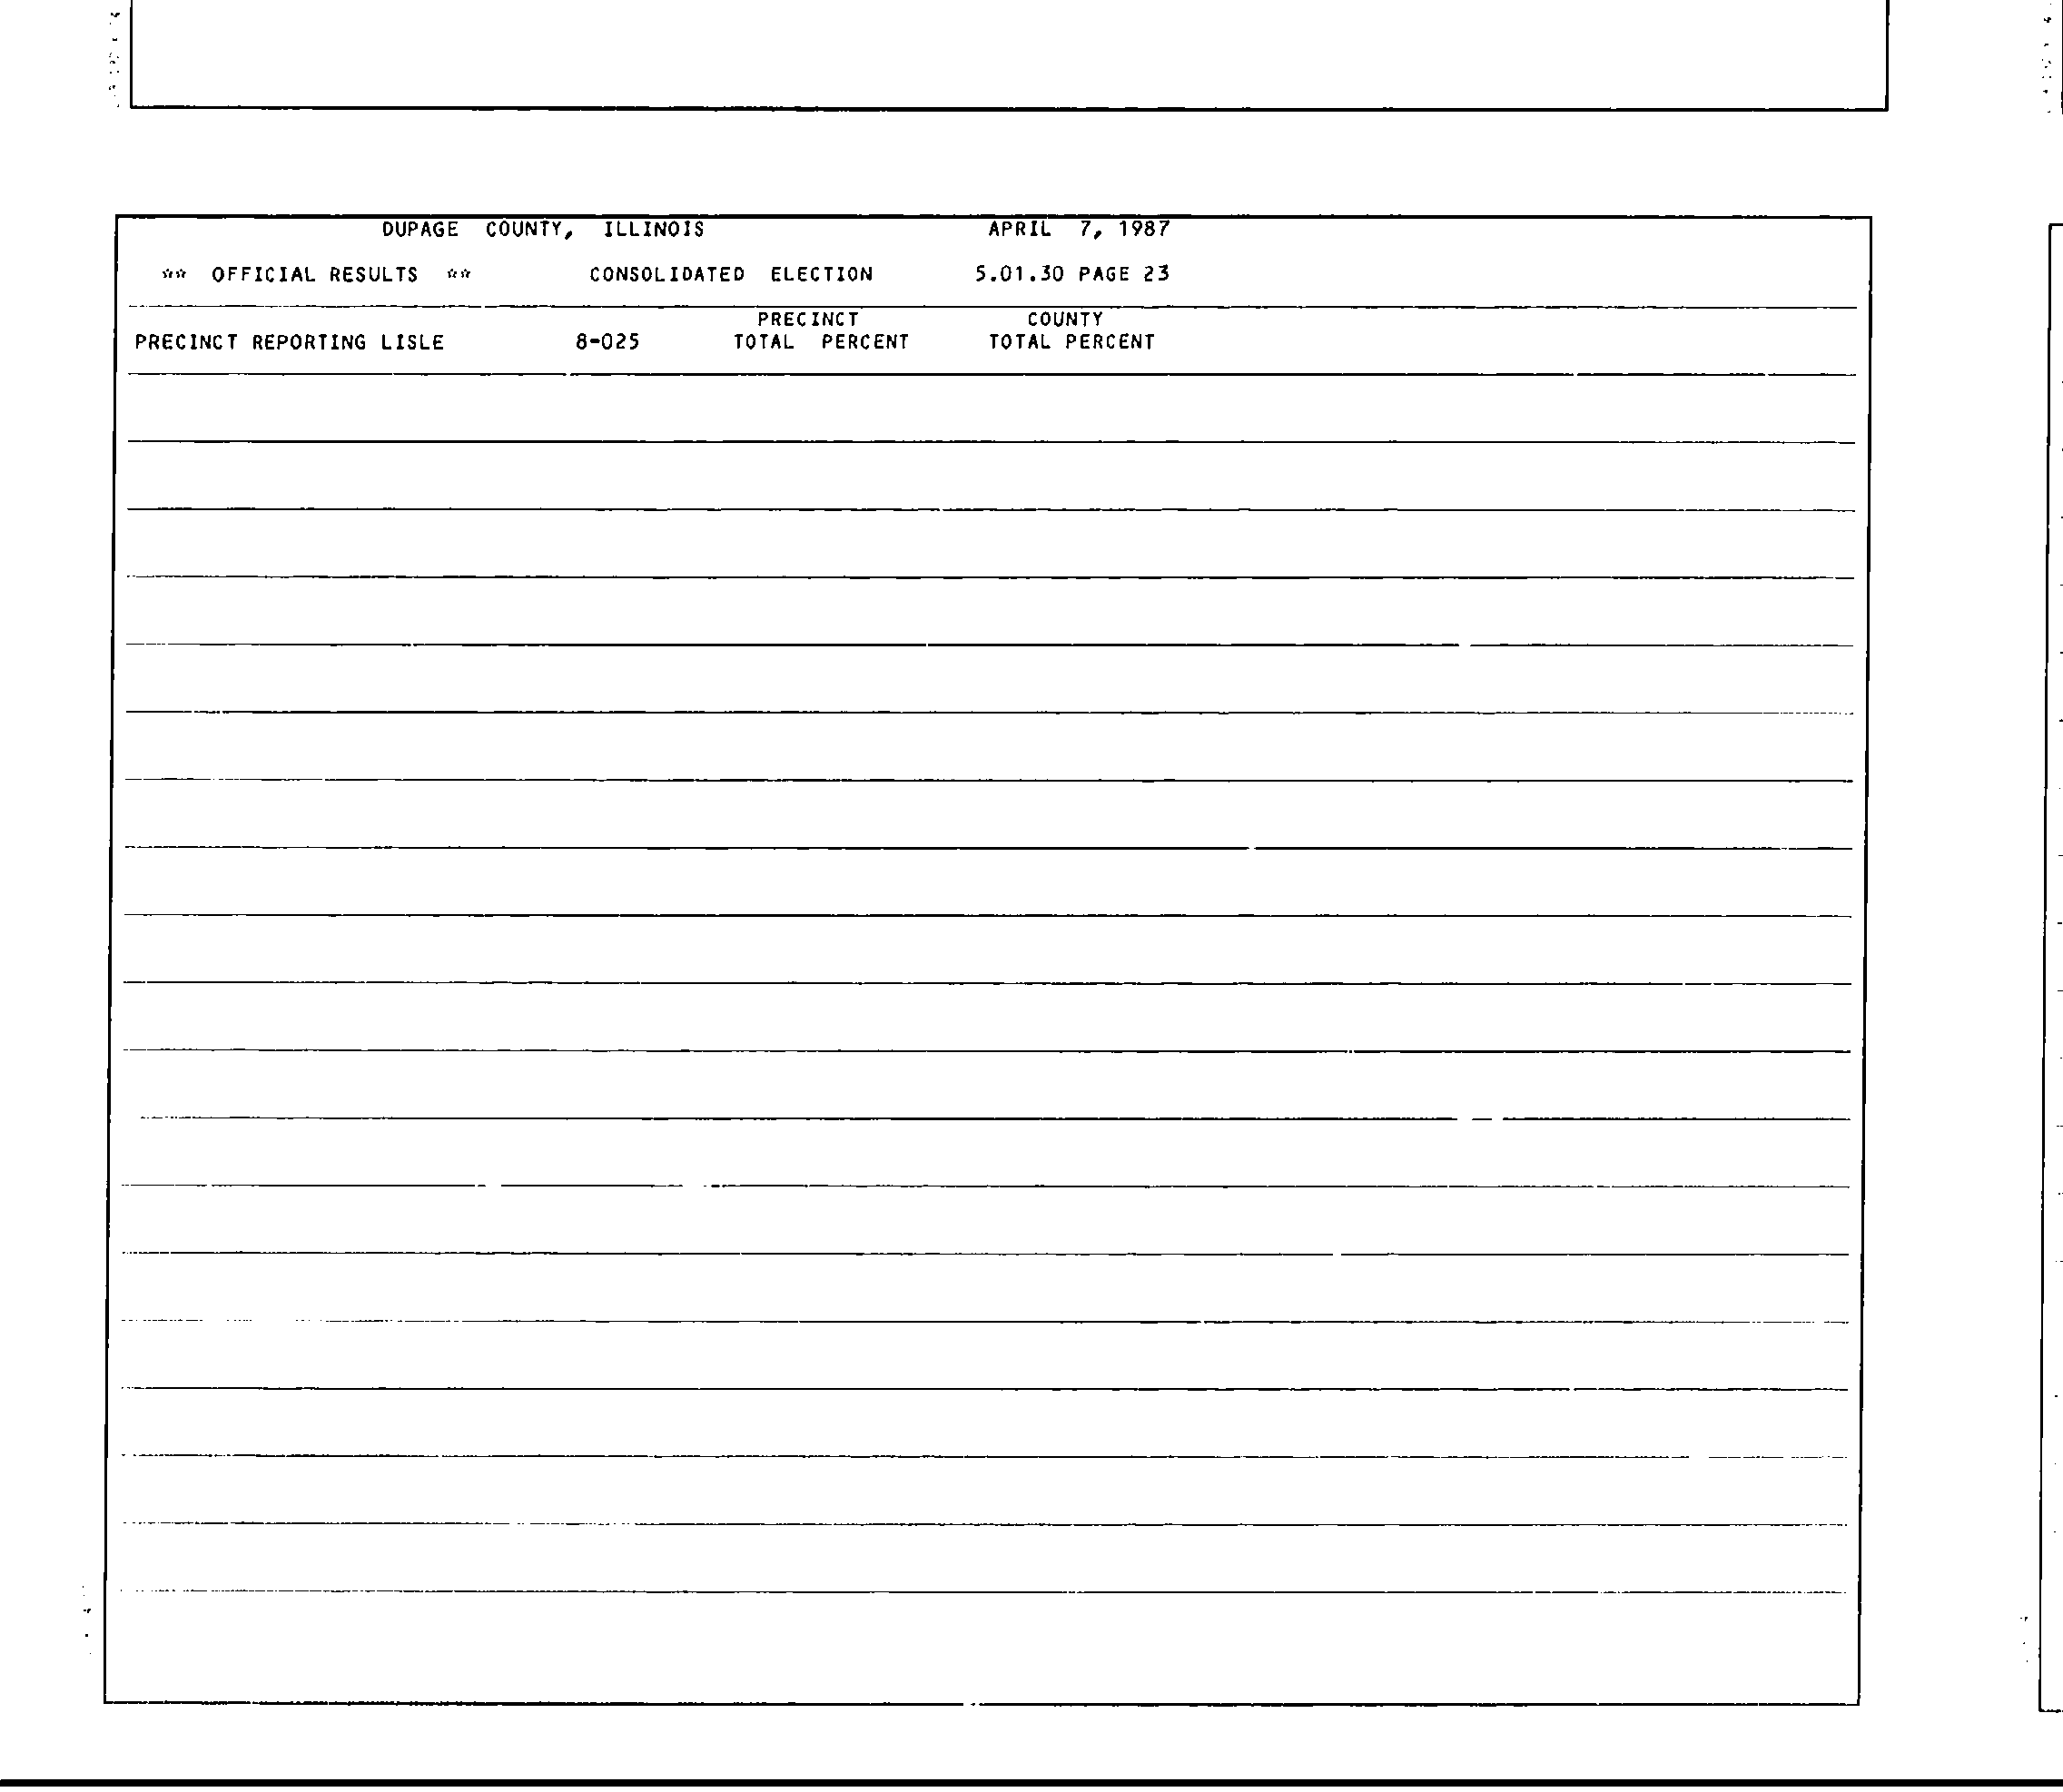 DUPAGE COUNTY, ILLINOIS APRIL 7, 1987
** OFFICIAL RESULTS ** CONSOLIDATED ELECTION 5.01.30 PAGE 23
PRECINCT COUNTY
PRECINCT REPORTING LISLE 8-025 TOTAL PERCENT TOTAL PERCENT